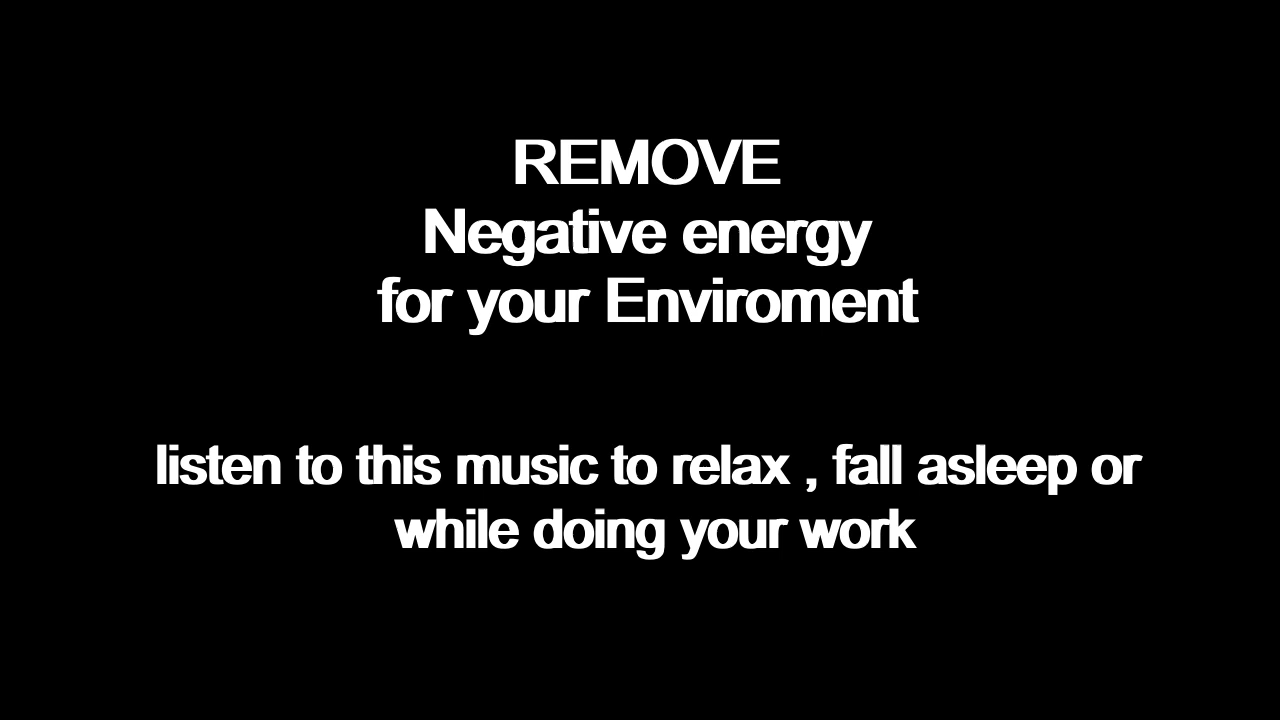 REMOVE
Negative energy
for your Enviroment
listen to this music to relax , fall asleep or
while doing your work